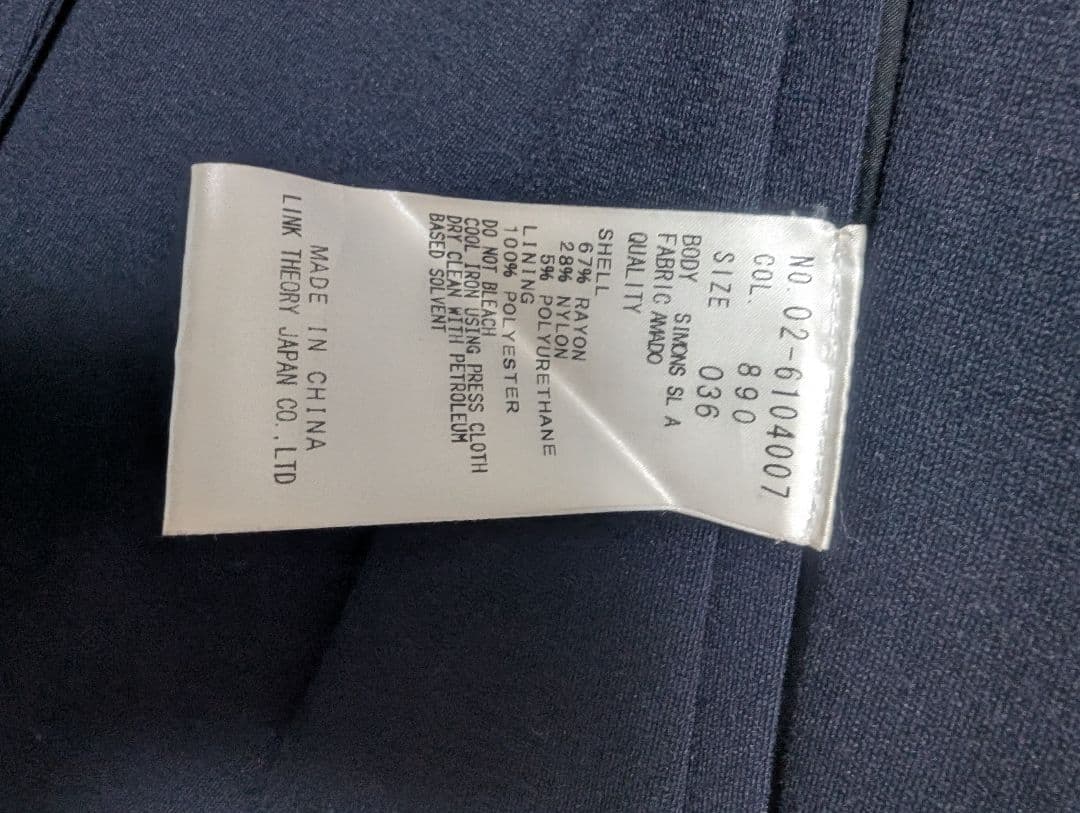 NO. 02-6104007
COL. 890
SIZE 036
BODY SIMONS SL A
FABRIC AMADO
QUALITY
SHELL
67% RAYON
28% NYLON
5% POLYURETHANE
LINING
100% POLYESTER
DO NOT BLEACH
COOL IRON USING PRESS CLOTH
DRY CLEAN WITH PETROLEUM
BASED SOLVENT
MADE IN CHINA
LINK THEORY JAPAN CO.,LTD